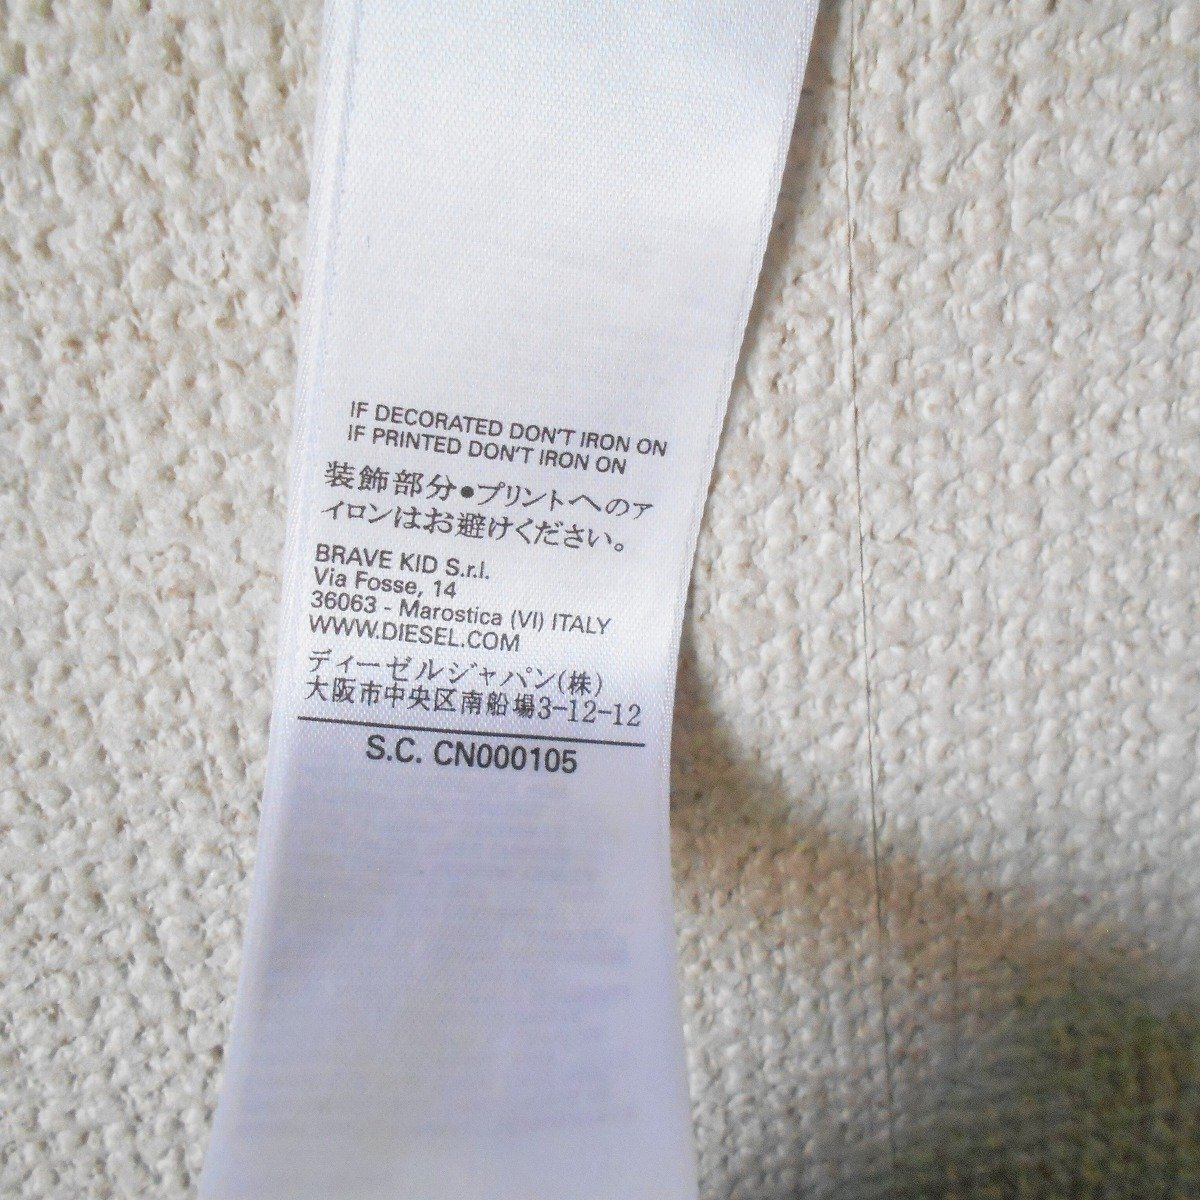 IF DECORATED DON'T IRON ON
IF PRINTED DON'T IRON ON
装飾部分●プリントへのア
イロンはお避けください。
BRAVE KID S.r.l.
Via Fosse, 14
36063 - Marostica (VI) ITALY
WWW.DIESEL.COM
ディーゼルジャパン(株)
大阪市中央区南船場3-12-12
S.C. CN000105